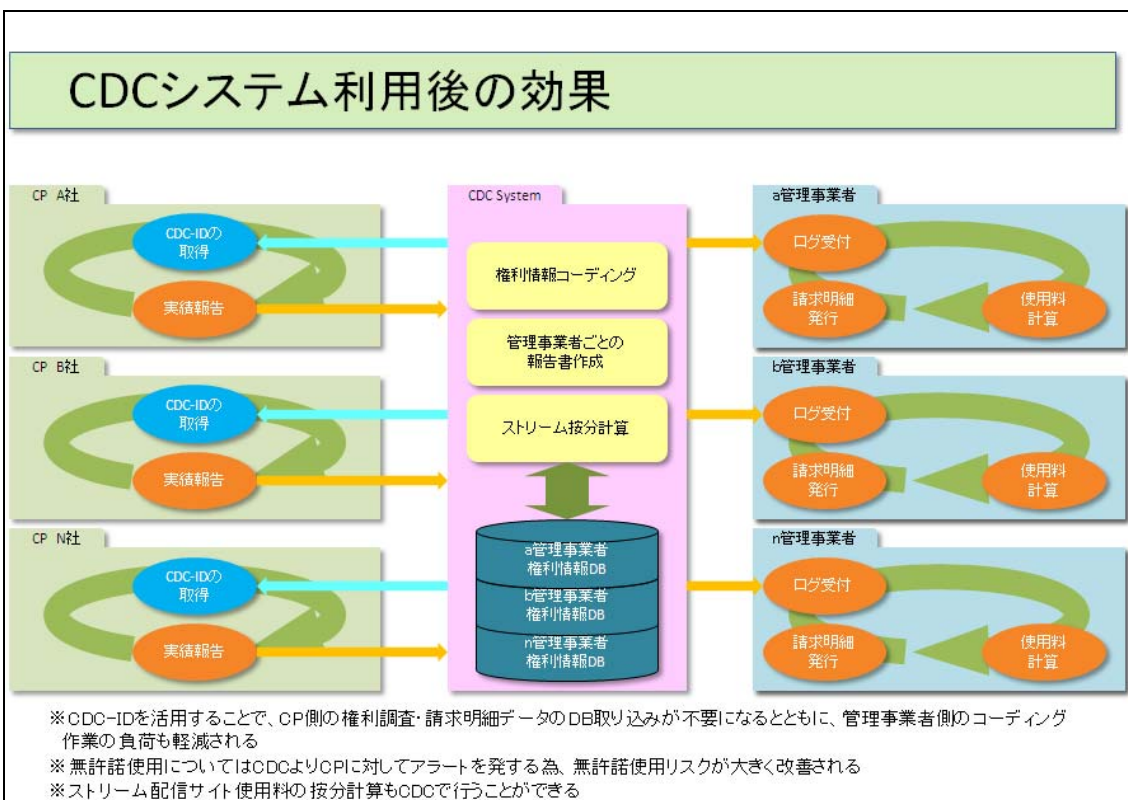 CDCシステム利用後の効果
CP A社
CDC-IDの
取得
実績報告
CP B社
CDC-IDの
取得
実績報告
CP N社
CDC-IDの
取得
実績報告
CDC System
権利情報コーディング
管理事業者ごとの
報告書作成
ストリーム按分計算
a管理事業者
権利情報DB
b管理事業者
権利情報DB
n管理事業者
権利情報DB
a管理事業者
ログ受付
請求明細
発行
使用料
計算
b管理事業者
ログ受付
請求明細
発行
使用料
計算
n管理事業者
ログ受付
請求明細
発行
使用料
計算
※CDC-IDを活用することで、CP側の権利調査・請求明細データのDB取り込みが不要になるとともに、管理事業者側のコーディング
作業の負荷も軽減される
※無許諾使用についてはCDCよりCPに対してアラートを発する為、無許諾使用リスクが大きく改善される
※ストリーム配信サイト使用料の按分計算もCDCで行うことができる